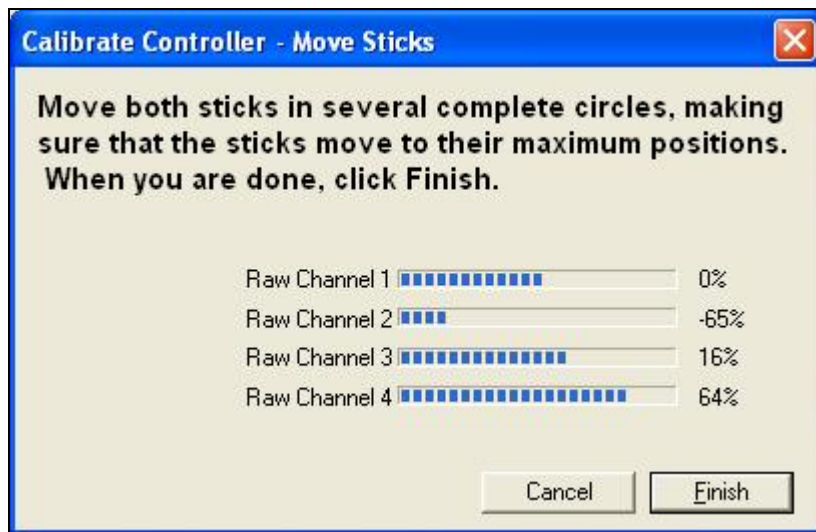 Calibrate Controller - Move Sticks
Move both sticks in several complete circles, making
sure that the sticks move to their maximum positions.
When you are done, click Finish.
Raw Channel 1 0%
Raw Channel 2 -65%
Raw Channel 3 16%
Raw Channel 4 64%
Cancel Finish